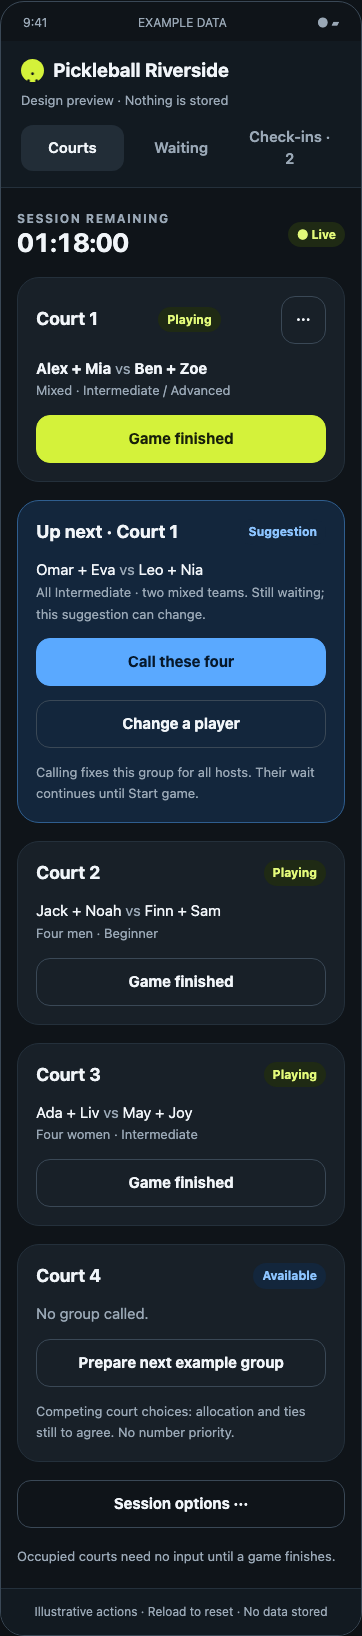 9:41 EXAMPLE DATA
Pickleball Riverside
Design preview · Nothing is stored
Courts Waiting Check-ins · 2
SESSION REMAINING
01:18:00
Live
Court 1 Playing ···
Alex + Mia vs Ben + Zoe
Mixed · Intermediate / Advanced
Game finished
Up next · Court 1 Suggestion
Omar + Eva vs Leo + Nia
All Intermediate · two mixed teams. Still waiting;
this suggestion can change.
Call these four
Change a player
Calling fixes this group for all hosts. Their wait
continues until Start game.
Court 2 Playing
Jack + Noah vs Finn + Sam
Four men · Beginner
Game finished
Court 3 Playing
Ada + Liv vs May + Joy
Four women · Intermediate
Game finished
Court 4 Available
No group called.
Prepare next example group
Competing court choices: allocation and ties
still to agree. No number priority.
Session options ···
Occupied courts need no input until a game finishes.
Illustrative actions · Reload to reset · No data stored